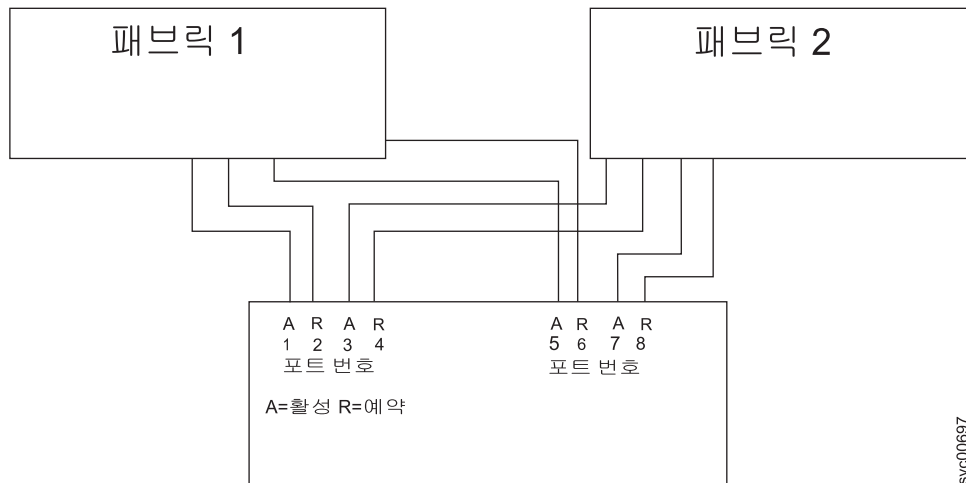 패브릭 1
패브릭 2
A R A R
1 2 3 4
포트 번호
A R A R
5 6 7 8
포트 번호
A=활성 R=예약
svc00697